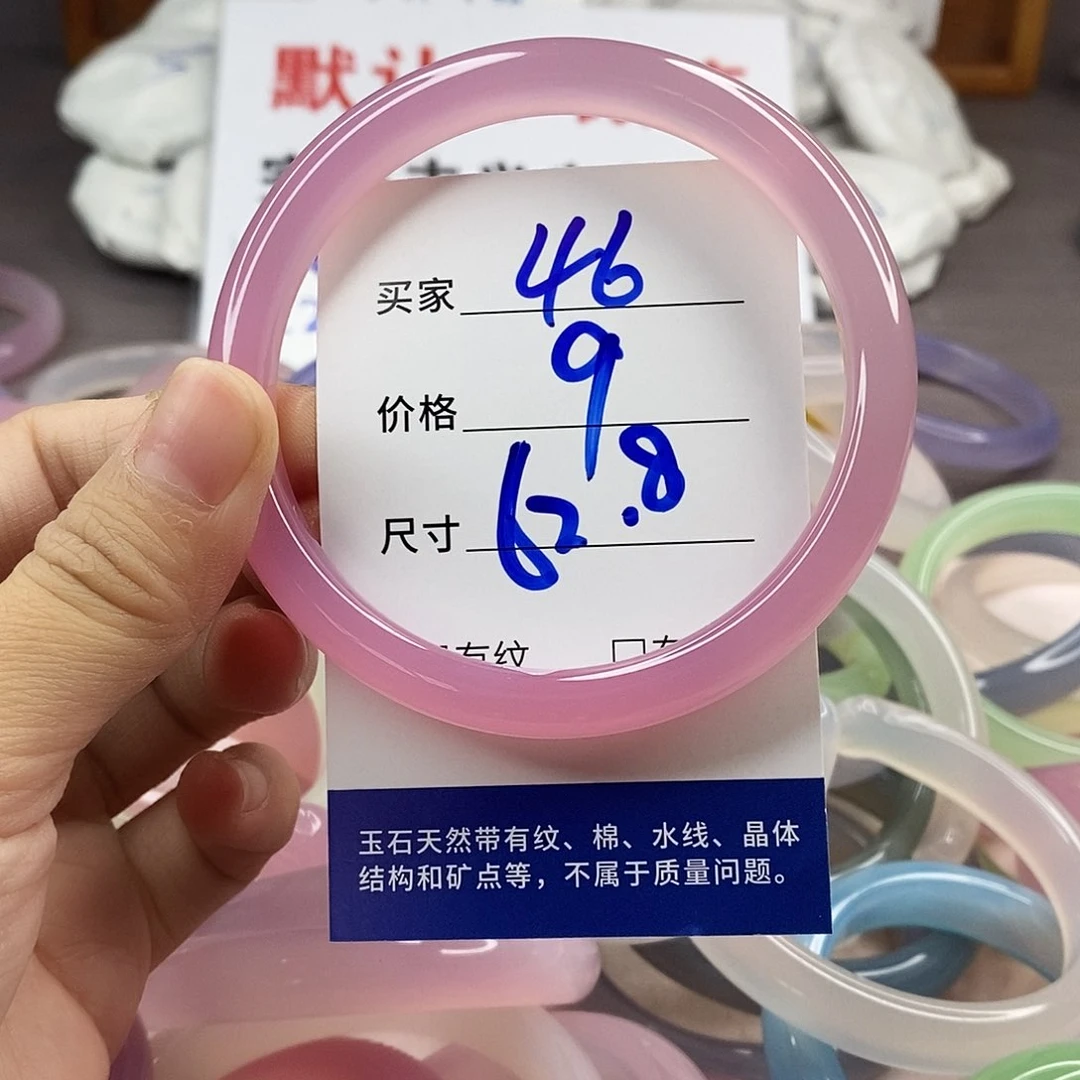 默认
买家 46
价格 9
尺寸 62.8
有纹 □有
玉石天然带有纹、棉、水线、晶体
结构和矿点等，不属于质量问题。